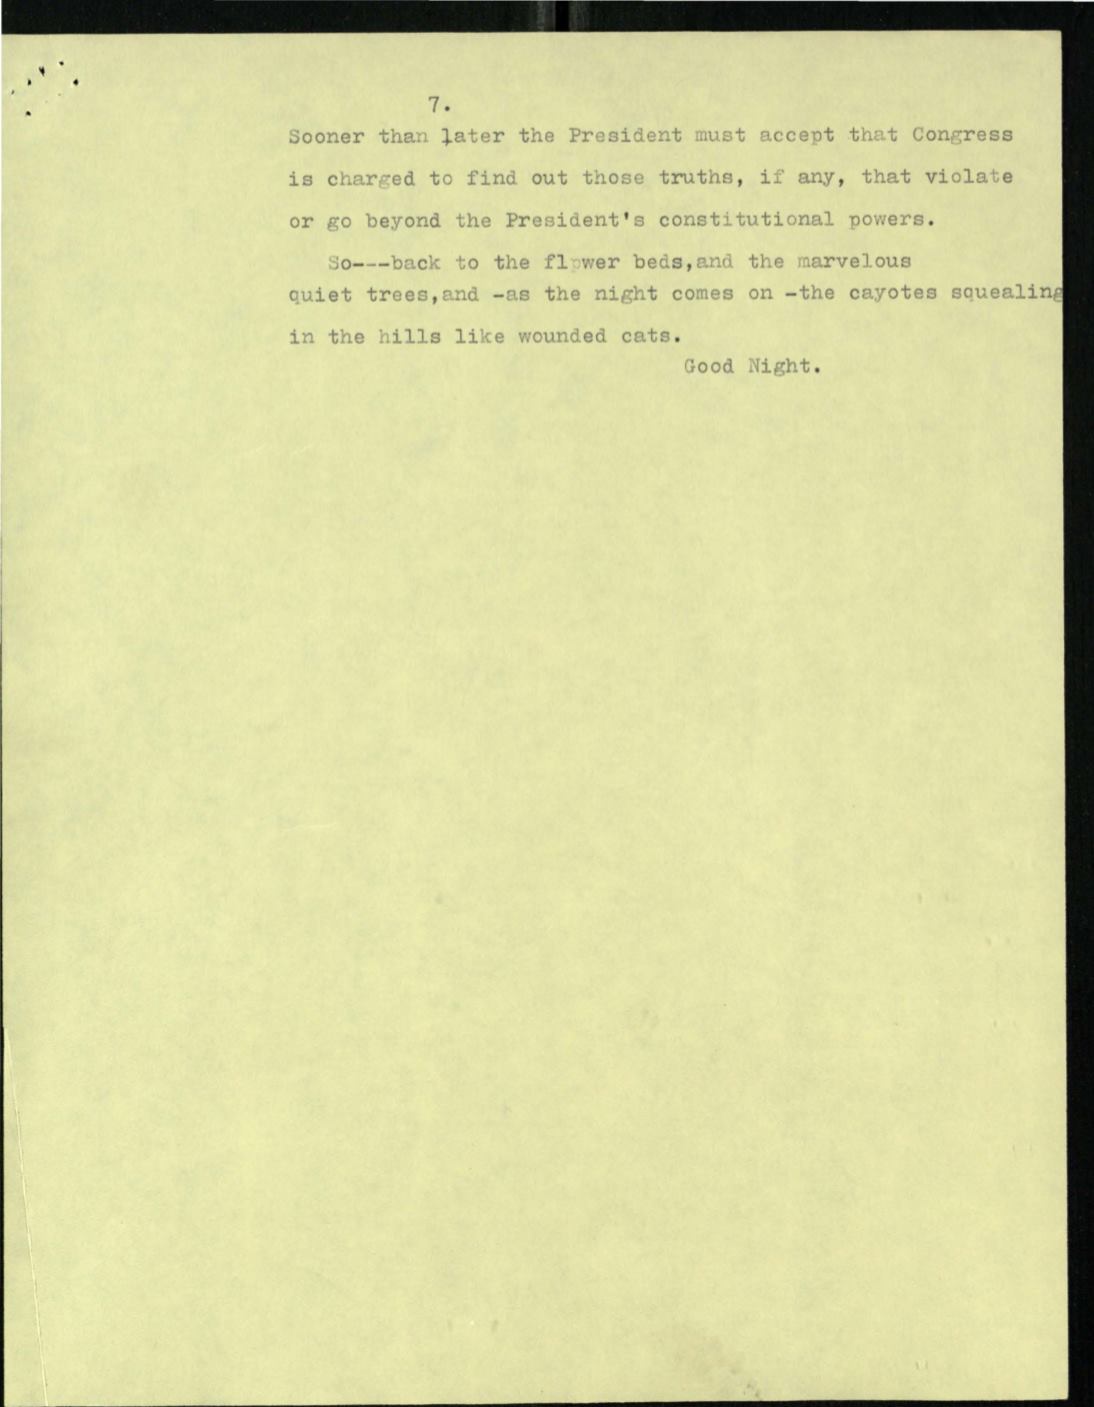 7.
Sooner than later the President must accept that Congress
is charged to find out those truths, if any, that violate
or go beyond the President's constitutional powers.
So---back to the flower beds,and the marvelous
quiet trees,and -as the night comes on -the cayotes squealing
in the hills like wounded cats.
Good Night.